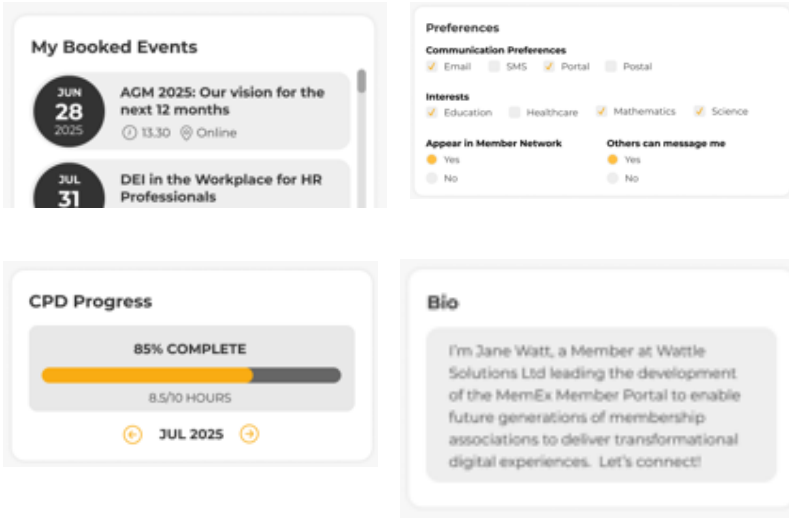 My Booked Events
JUN
28
2025
AGM 2025: Our vision for the
next 12 months
13.30 Online
JUL
31
DEI in the Workplace for HR
Professionals
Preferences
Communication Preferences
Email SMS Portal Postal
Interests
Education Healthcare Mathematics Science
Appear in Member Network Others can message me
Yes Yes
No No
CPD Progress
85% COMPLETE
8.5/10 HOURS
JUL 2025
Bio
I'm Jane Watt, a Member at Wattle
Solutions Ltd leading the development
of the MemEx Member Portal to enable
future generations of membership
associations to deliver transformational
digital experiences. Let's connect!